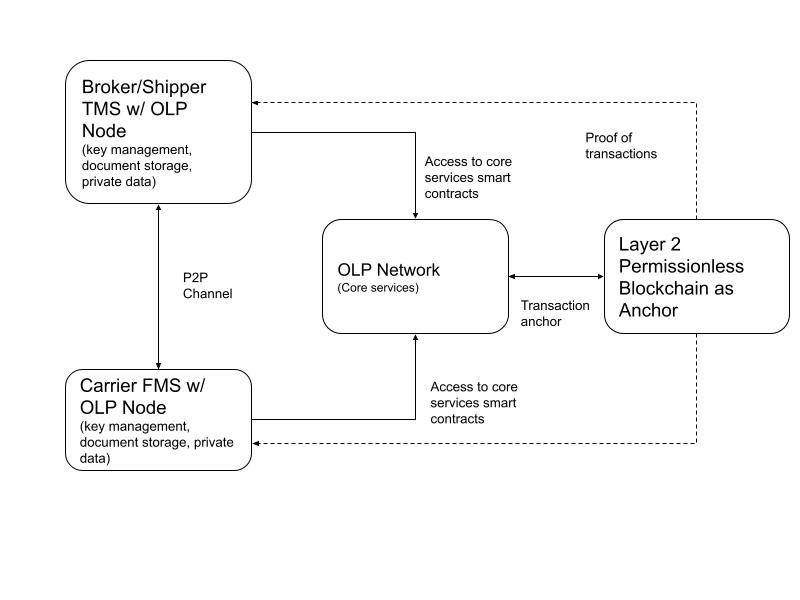 Broker/Shipper
TMS w/ OLP
Node
(key management,
document storage,
private data)
Proof of
transactions
Access to core
services smart
contracts
P2P
Channel
OLP Network
(Core services)
Layer 2
Permissionless
Blockchain as
Anchor
Transaction
anchor
Carrier FMS w/
OLP Node
(key management,
document storage, private
data)
Access to core
services smart
contracts